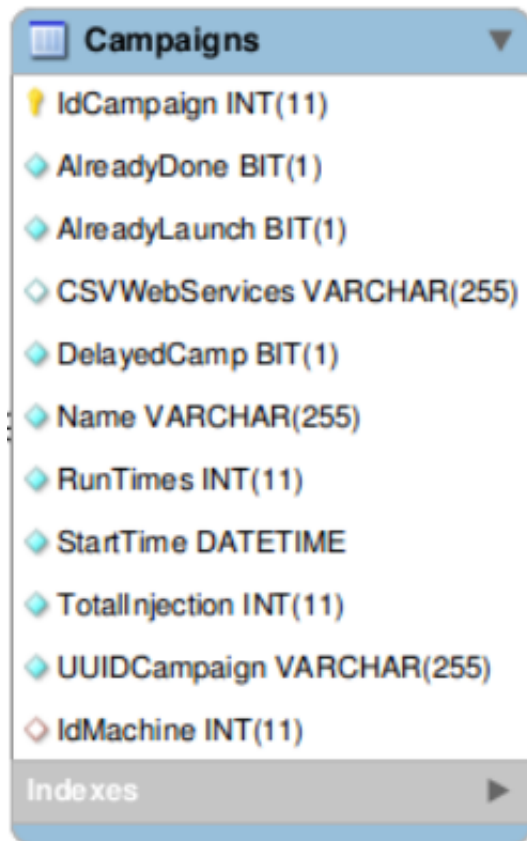 Campaigns
IdCampaign INT(11)
AlreadyDone BIT(1)
AlreadyLaunch BIT(1)
CSVWebServices VARCHAR(255)
DelayedCamp BIT(1)
Name VARCHAR(255)
RunTimes INT(11)
StartTime DATETIME
TotalInjection INT(11)
UUIDCampaign VARCHAR(255)
IdMachine INT(11)
Indexes